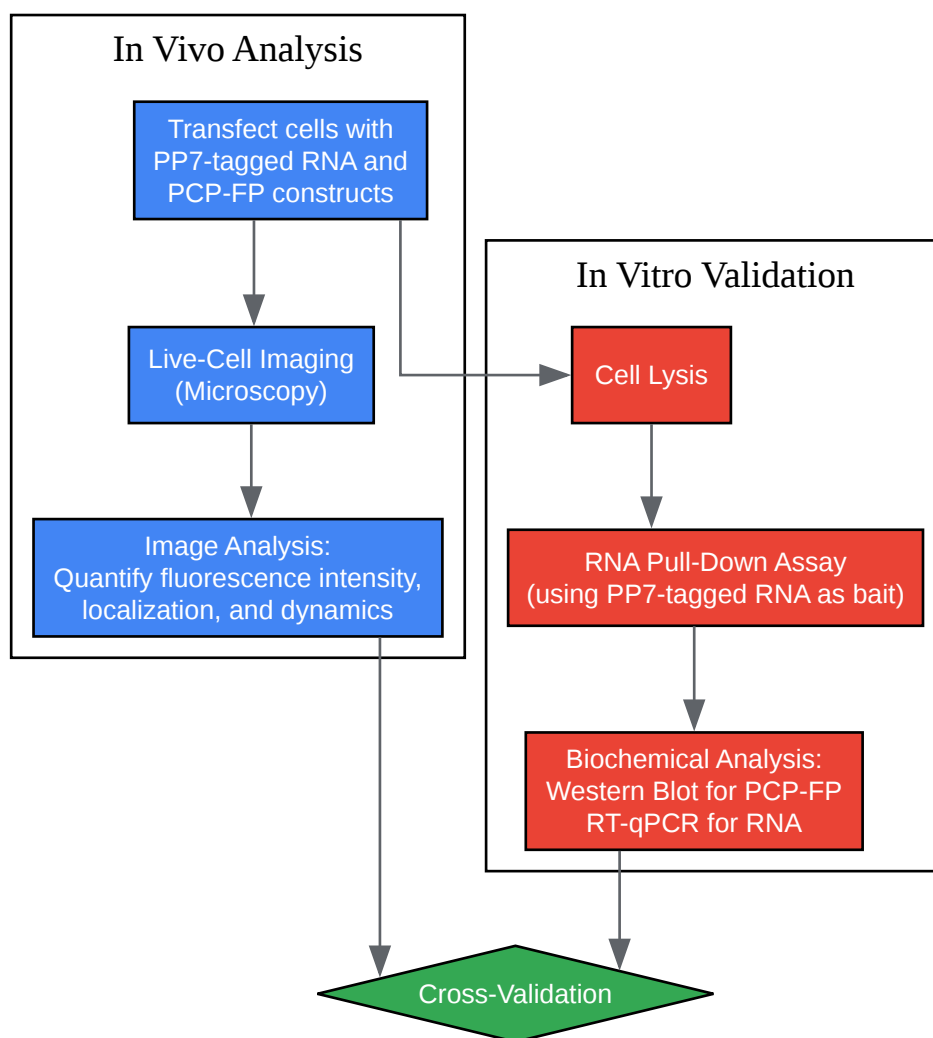 In Vivo Analysis
Transfect cells with
PP7-tagged RNA and
PCP-FP constructs
Live-Cell Imaging
(Microscopy)
Image Analysis:
Quantify fluorescence intensity,
localization, and dynamics
In Vitro Validation
Cell Lysis
RNA Pull-Down Assay
(using PP7-tagged RNA as bait)
Biochemical Analysis:
Western Blot for PCP-FP
RT-qPCR for RNA
Cross-Validation